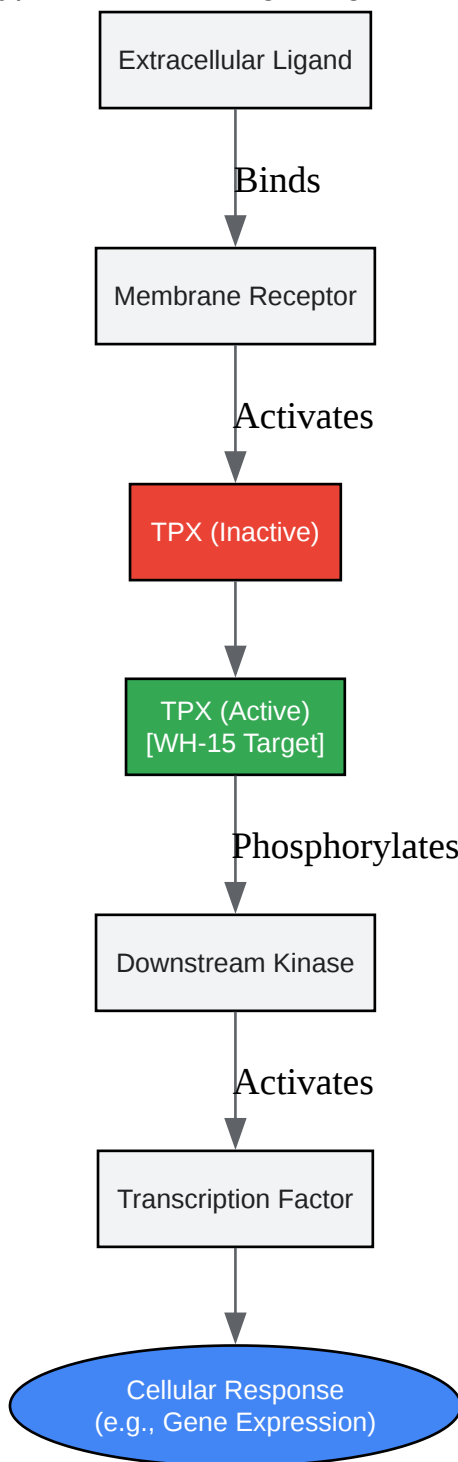 Extracellular Ligand
Binds
Membrane Receptor
Activates
TPX (Inactive)
TPX (Active)
[WH-15 Target]
Phosphorylates
Downstream Kinase
Activates
Transcription Factor
Cellular Response
(e.g., Gene Expression)